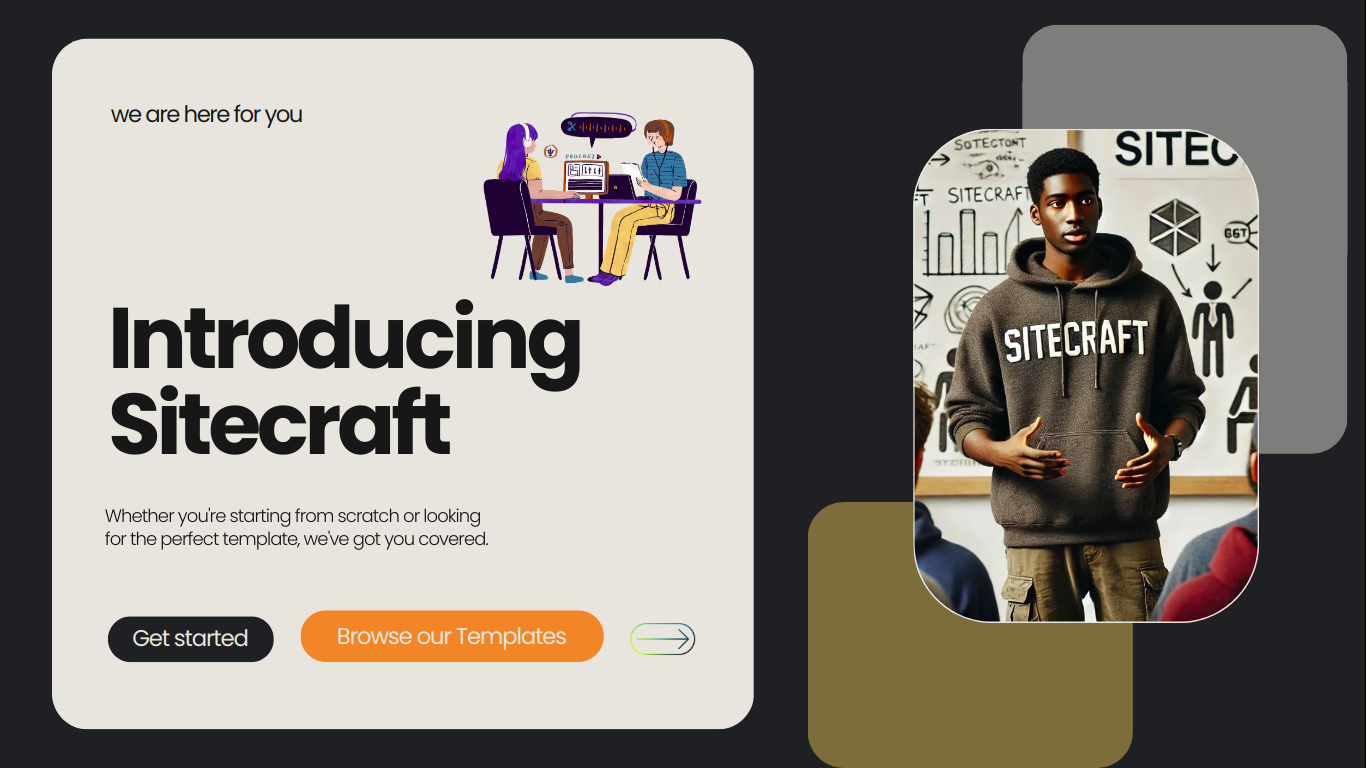 we are here for you
PODCAST
Introducing
Sitecraft
Whether you're starting from scratch or looking
for the perfect template, we've got you covered.
Get started
Browse our Templates
SOTECTONT
SITEC
SITECRAFT
SITECRAFT